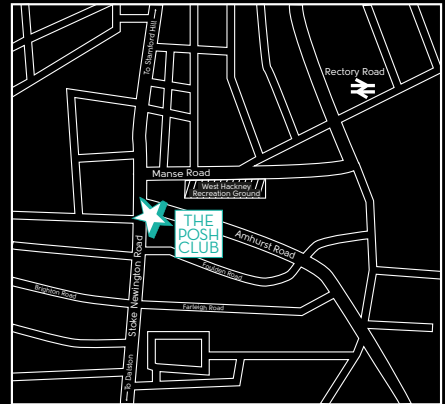 To Stamford Hill
Rectory Road
Manse Road
West Hackney
Recreation Ground
THE
POSH
CLUB
Amhurst Road
Foulden Road
Stoke Newington Road
Brighton Road
Farleigh Road
To Dalston